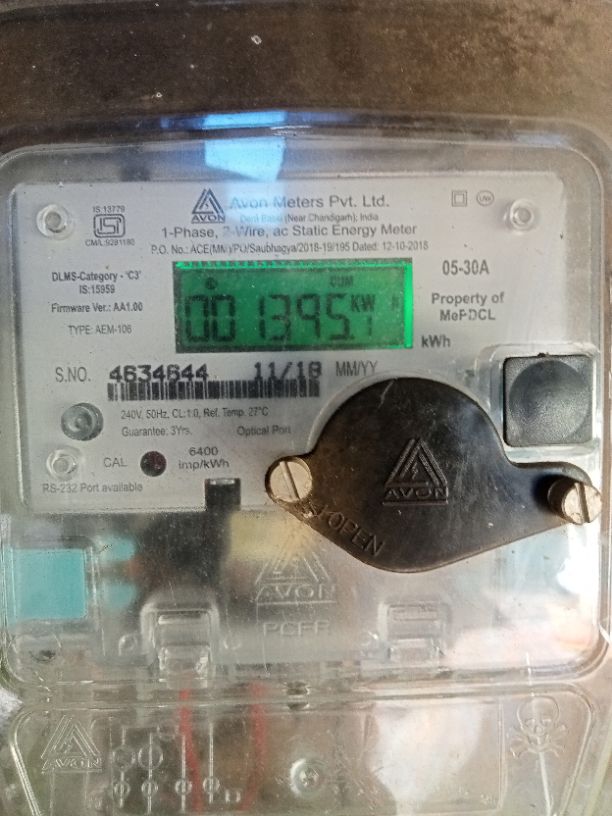 IS:13779
CM/L:9281180
AVON
Avon Meters Pvt. Ltd.
Dera Bassi (Near Chandigarh); India
1-Phase, 2-Wire, ac Static Energy Meter
P.O. No.: ACE(MM)/PO/Saubhagya/2018-19/195 Dated: 12-10-2018
DLMS-Category - 'C3'
IS:15959
Firmware Ver.: AA1.00
TYPE: AEM-106
CUM
001395.1 KW H
05-30A
Property of
MePDCL
kWh
S.NO. 4634644 11/18 MM/YY
240V, 50Hz, CL:1.0, Ref. Temp. 27°C
Guarantee: 3Yrs. Optical Port
CAL 6400
imp/kWh
RS-232 Port available
AVON
OPEN
AVON
AVON